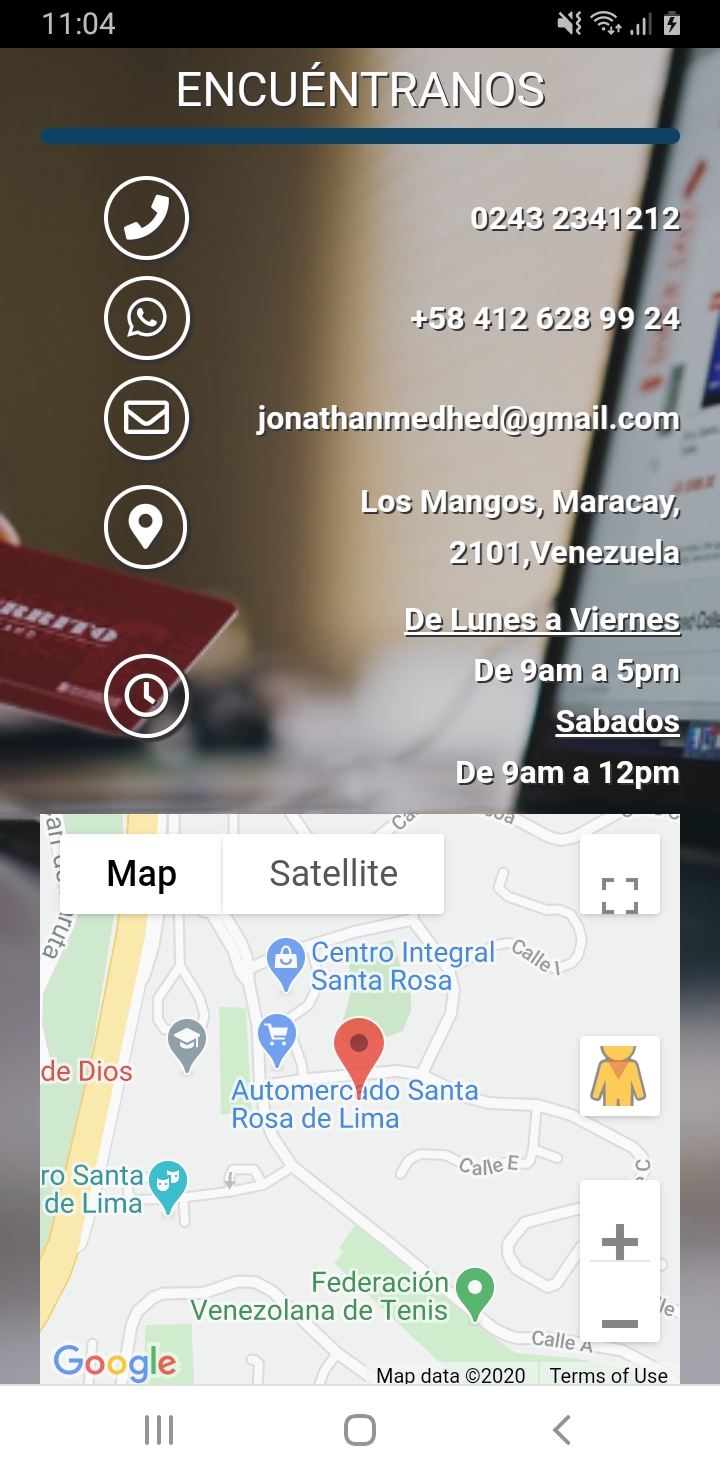 11:04
ENCUÉNTRANOS
0243 2341212
+58 412 628 99 24
jonathanmedhed@gmail.com
Los Mangos, Maracay,
2101,Venezuela
De Lunes a Viernes
De 9am a 5pm
Sabados
De 9am a 12pm
Map
Satellite
Centro Integral
Santa Rosa
Calle I
de Dios
Automercado Santa
Rosa de Lima
Calle E
C
ro Santa
de Lima
Federación
Venezolana de Tenis
Calle A
Google
Map data ©2020
Terms of Use